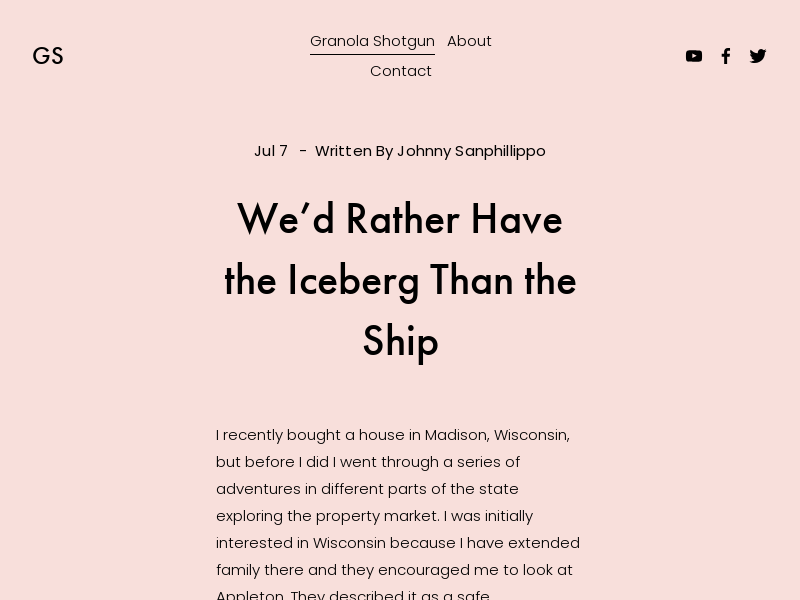 GS
Granola Shotgun About
Contact
Jul 7 - Written By Johnny Sanphillippo
We’d Rather Have
the Iceberg Than the
Ship
I recently bought a house in Madison, Wisconsin,
but before I did I went through a series of
adventures in different parts of the state
exploring the property market. I was initially
interested in Wisconsin because I have extended
family there and they encouraged me to look at
Appleton. They described it as a safe